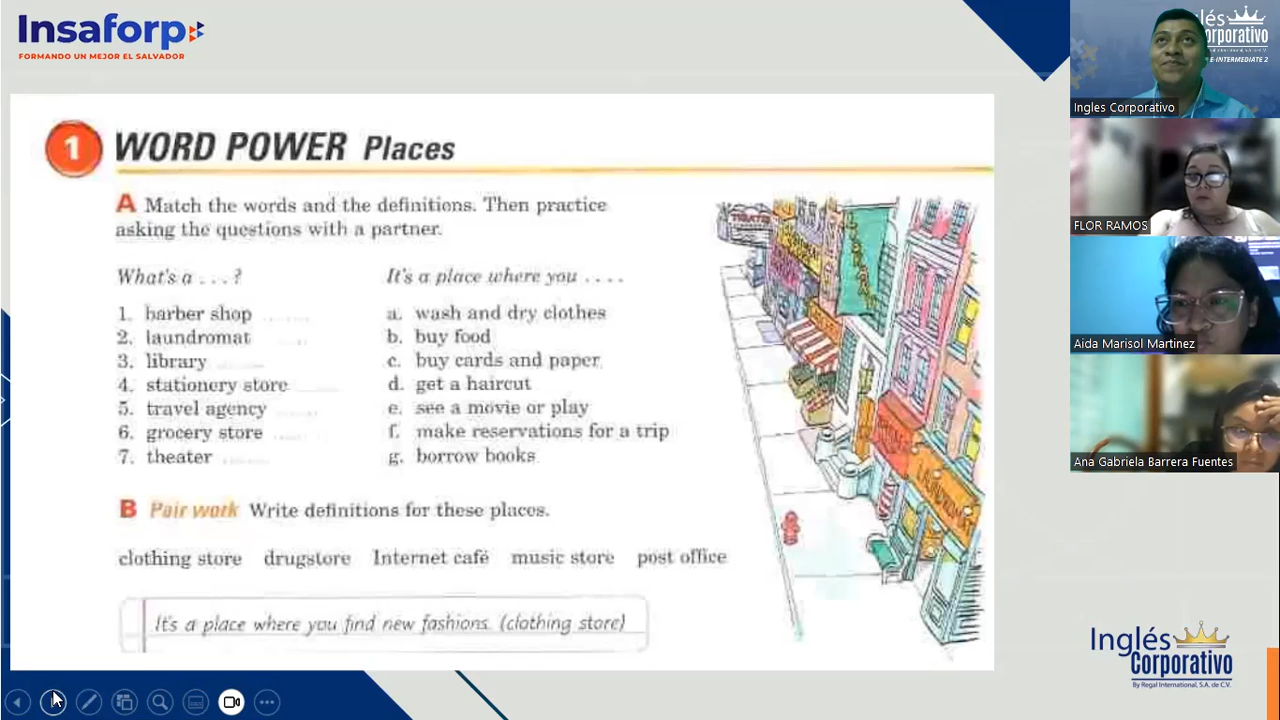 Insaforp
FORMANDO UN MEJOR EL SALVADOR
1 WORD POWER Places
A Match the words and the definitions. Then practice
asking the questions with a partner.
What's a . . . ?
It's a place where you . . . .
1. barber shop ........
2. laundromat ........
3. library ........
4. stationery store ........
5. travel agency ........
6. grocery store ........
7. theater ........
a. wash and dry clothes
b. buy food
c. buy cards and paper
d. get a haircut
e. see a movie or play
f. make reservations for a trip
g. borrow books
B Pair work Write definitions for these places.
clothing store drugstore Internet café music store post office
It's a place where you find new fashions. (clothing store)
Ingles Corporativo
FLOR RAMOS
Aida Marisol Martinez
Ana Gabriela Barrera Fuentes
Inglés
Corporativo
By Regal International, S.A. de C.V.